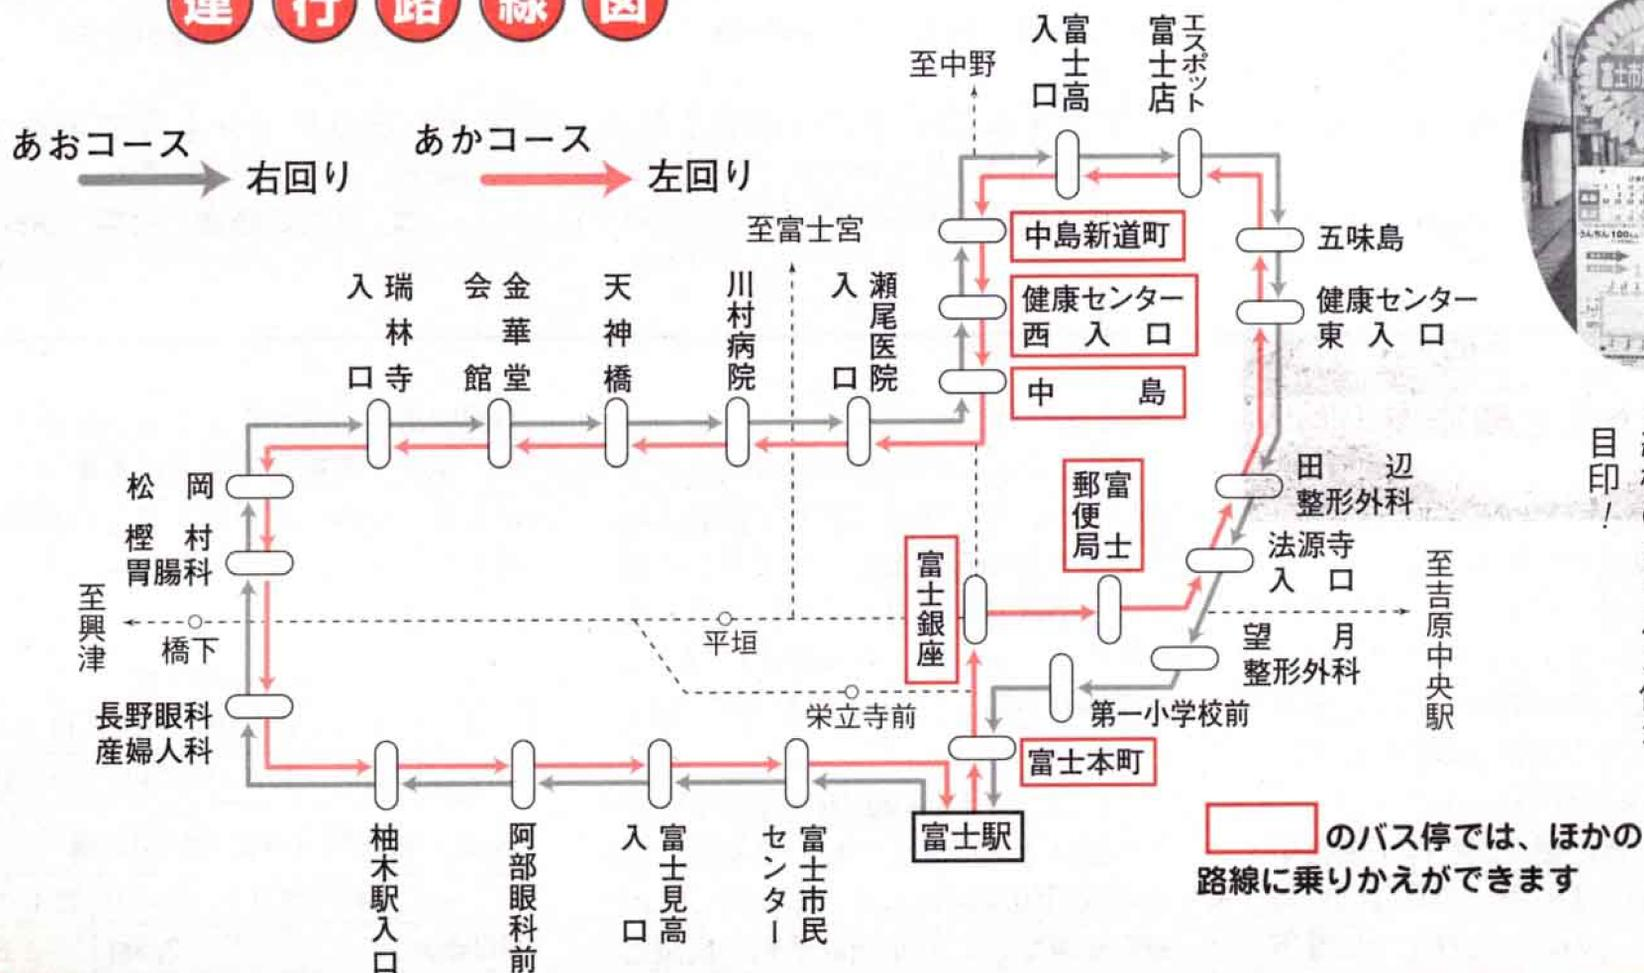 運行路線図
あおコース
右回り
あかコース
左回り
至中野
富士高
入口
エスポット
富士店
至富士宮
中島新道町
健康センター
西入口
中島
五味島
健康センター
東入口
瑞林寺
入口
金華堂
会館
天神橋
川村病院
瀬尾医院
入口
松岡
樫村
胃腸科
至興津
橋下
平垣
富士銀座
富士
郵便局
田辺
整形外科
法源寺
入口
至吉原中央駅
望月
整形外科
栄立寺前
第一小学校前
長野眼科
産婦人科
富士本町
富士駅
柚木駅入口
阿部眼科前
富士見高
入口
富士市民
センター
のバス停では、ほかの
路線に乗りかえができます
目印!